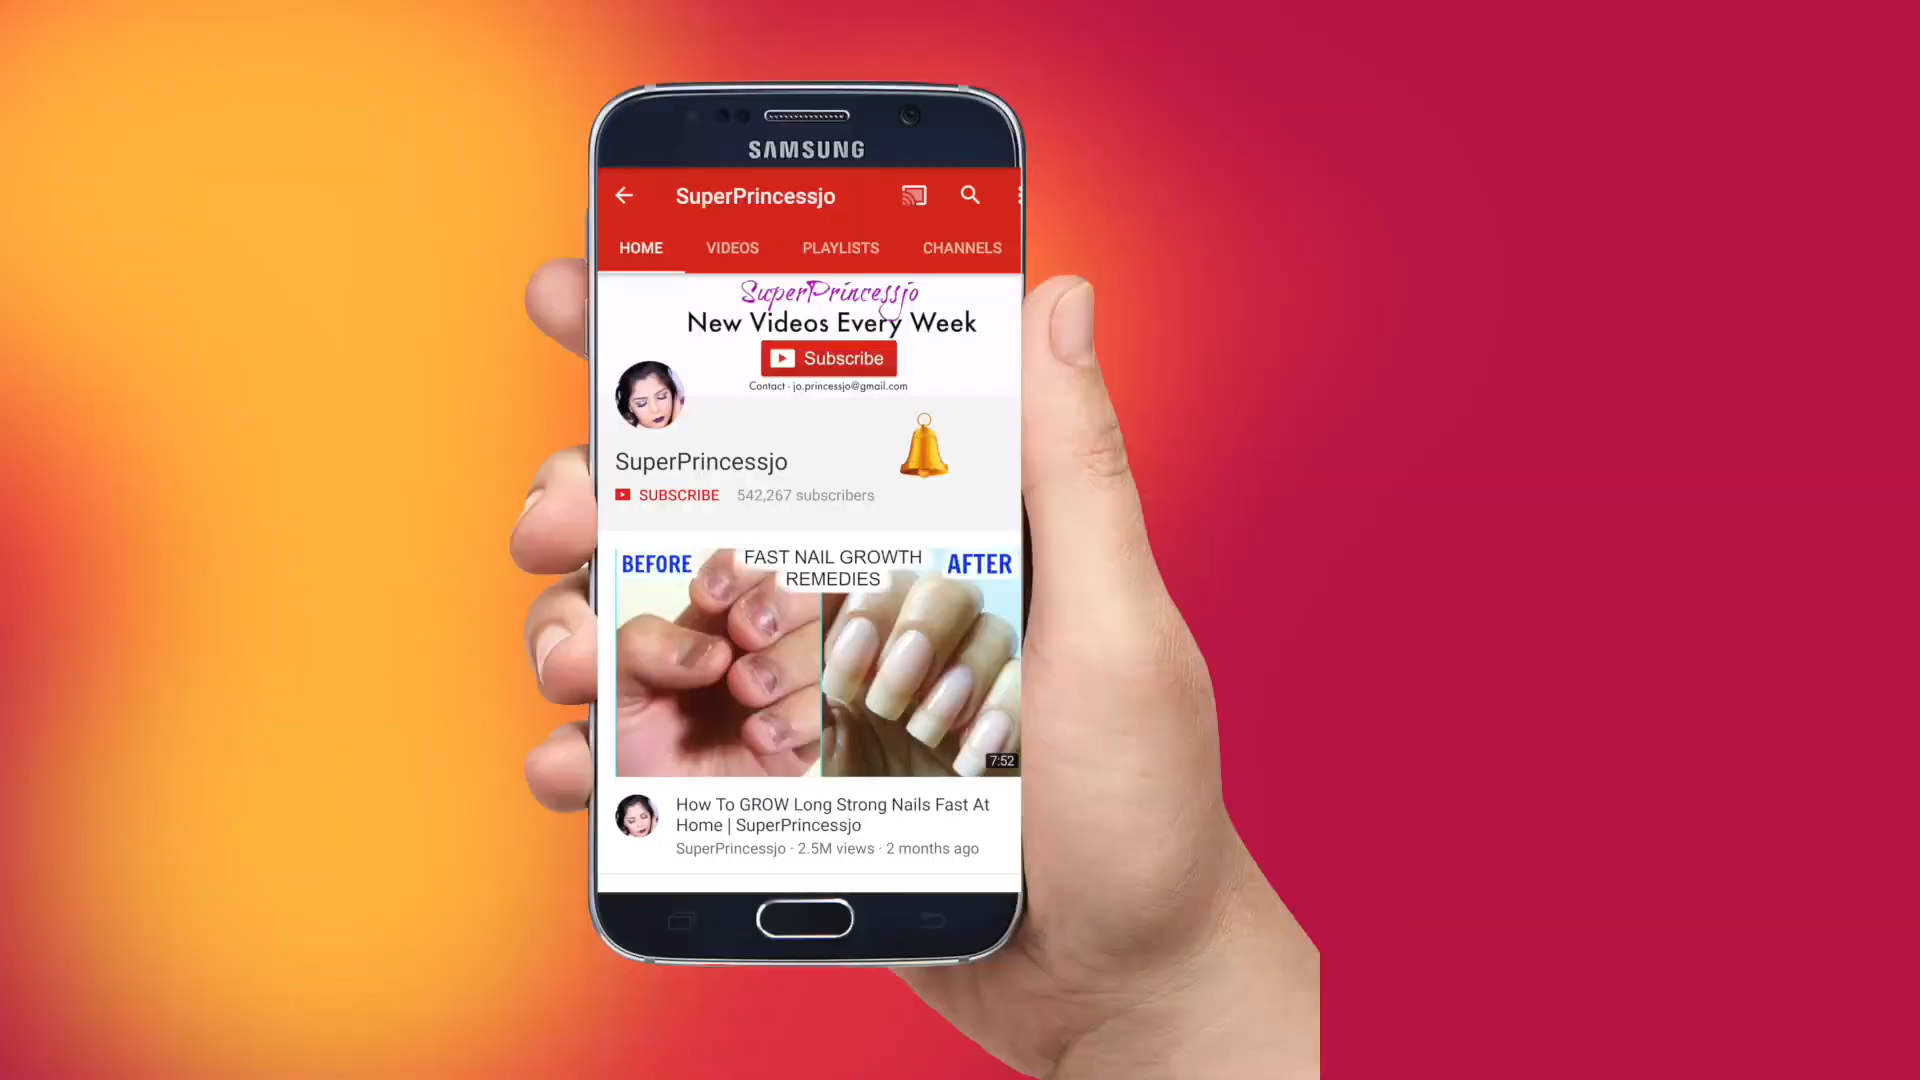 SAMSUNG
SuperPrincessjo
HOME VIDEOS PLAYLISTS CHANNELS
SuperPrincessjo
New Videos Every Week
Subscribe
Contact - jo.princessjo@gmail.com
SuperPrincessjo
SUBSCRIBE 542,267 subscribers
BEFORE FAST NAIL GROWTH AFTER
REMEDIES
7:52
How To GROW Long Strong Nails Fast At
Home | SuperPrincessjo
SuperPrincessjo · 2.5M views · 2 months ago